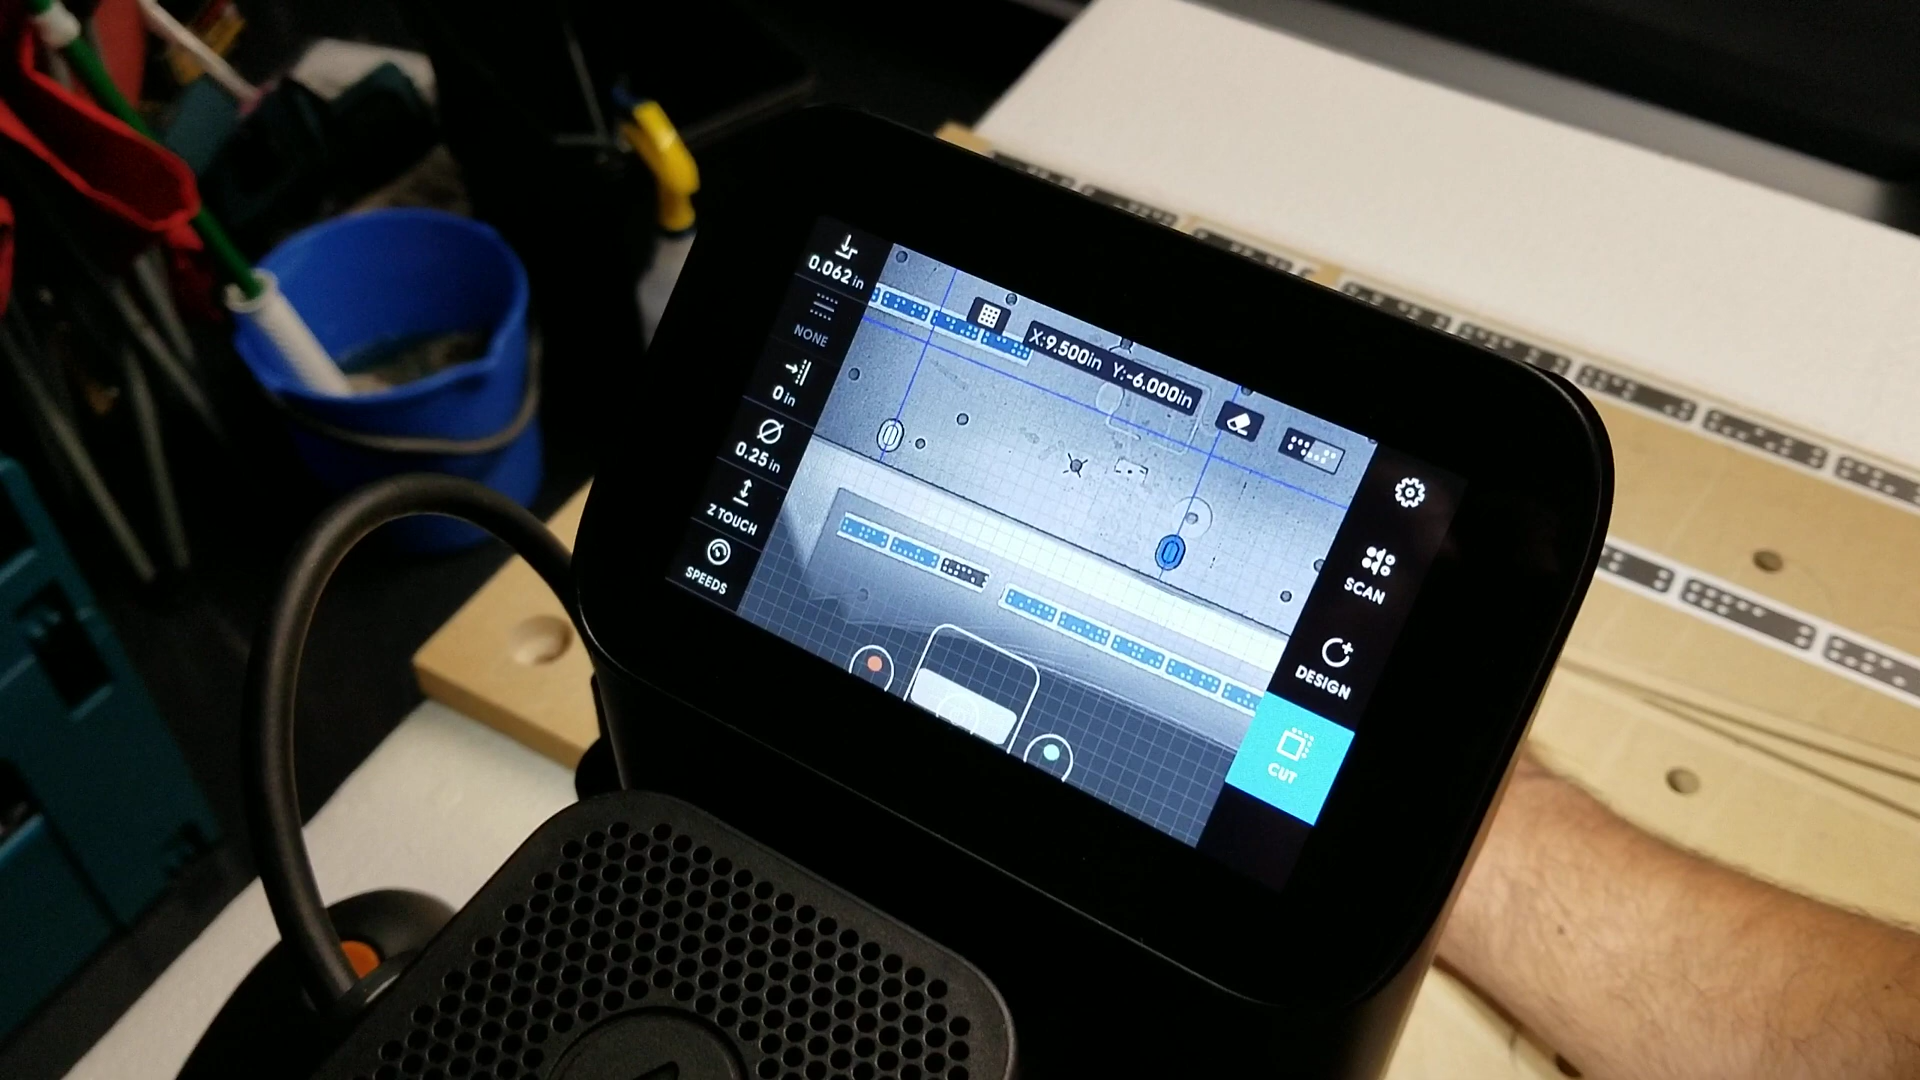 0.062 in
NONE
0 in
0.25 in
Z TOUCH
SPEEDS
X:9.500in Y:-6.000in
SCAN
DESIGN
CUT